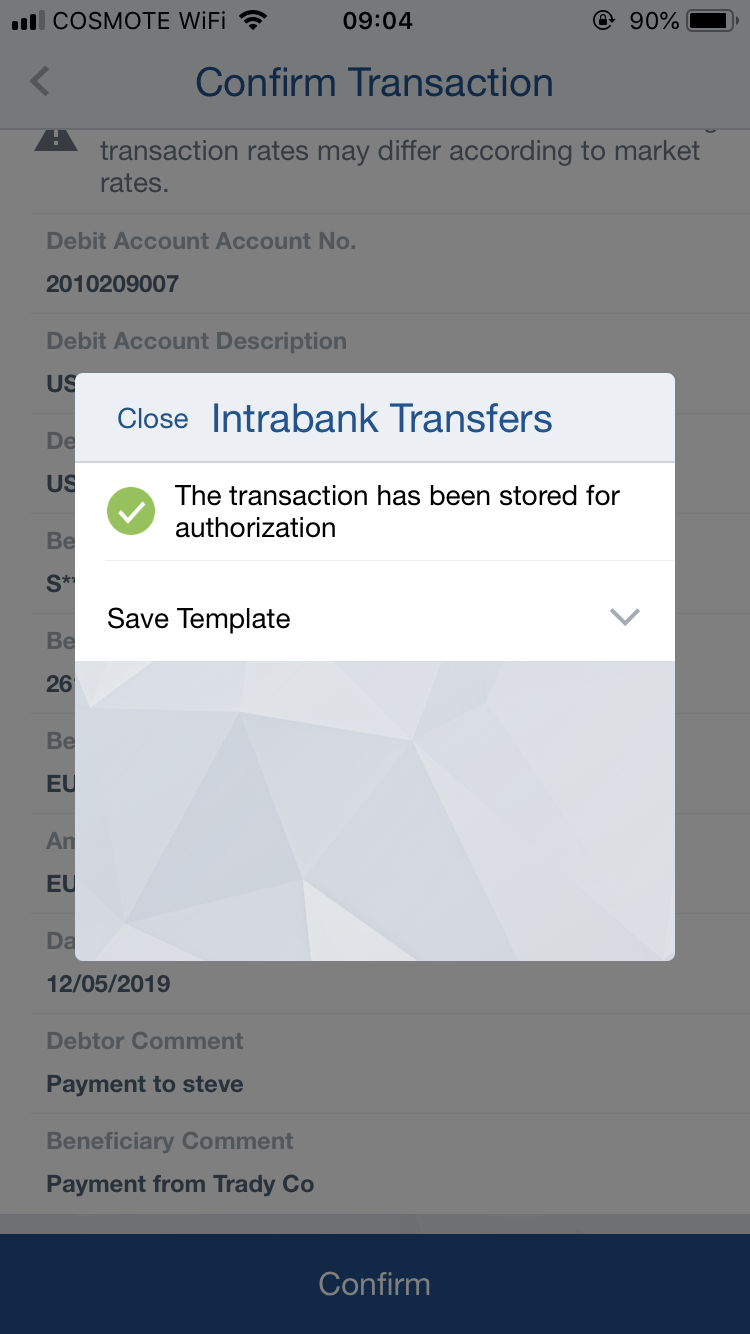 COSMOTE WiFi 09:04 90%
Confirm Transaction
transaction rates may differ according to market
rates.
Debit Account Account No.
2010209007
Debit Account Description
US
Close Intrabank Transfers
De
US
The transaction has been stored for
authorization
Be
S**
Save Template
Be
26
Be
EU
Am
EU
Da
12/05/2019
Debtor Comment
Payment to steve
Beneficiary Comment
Payment from Trady Co
Confirm